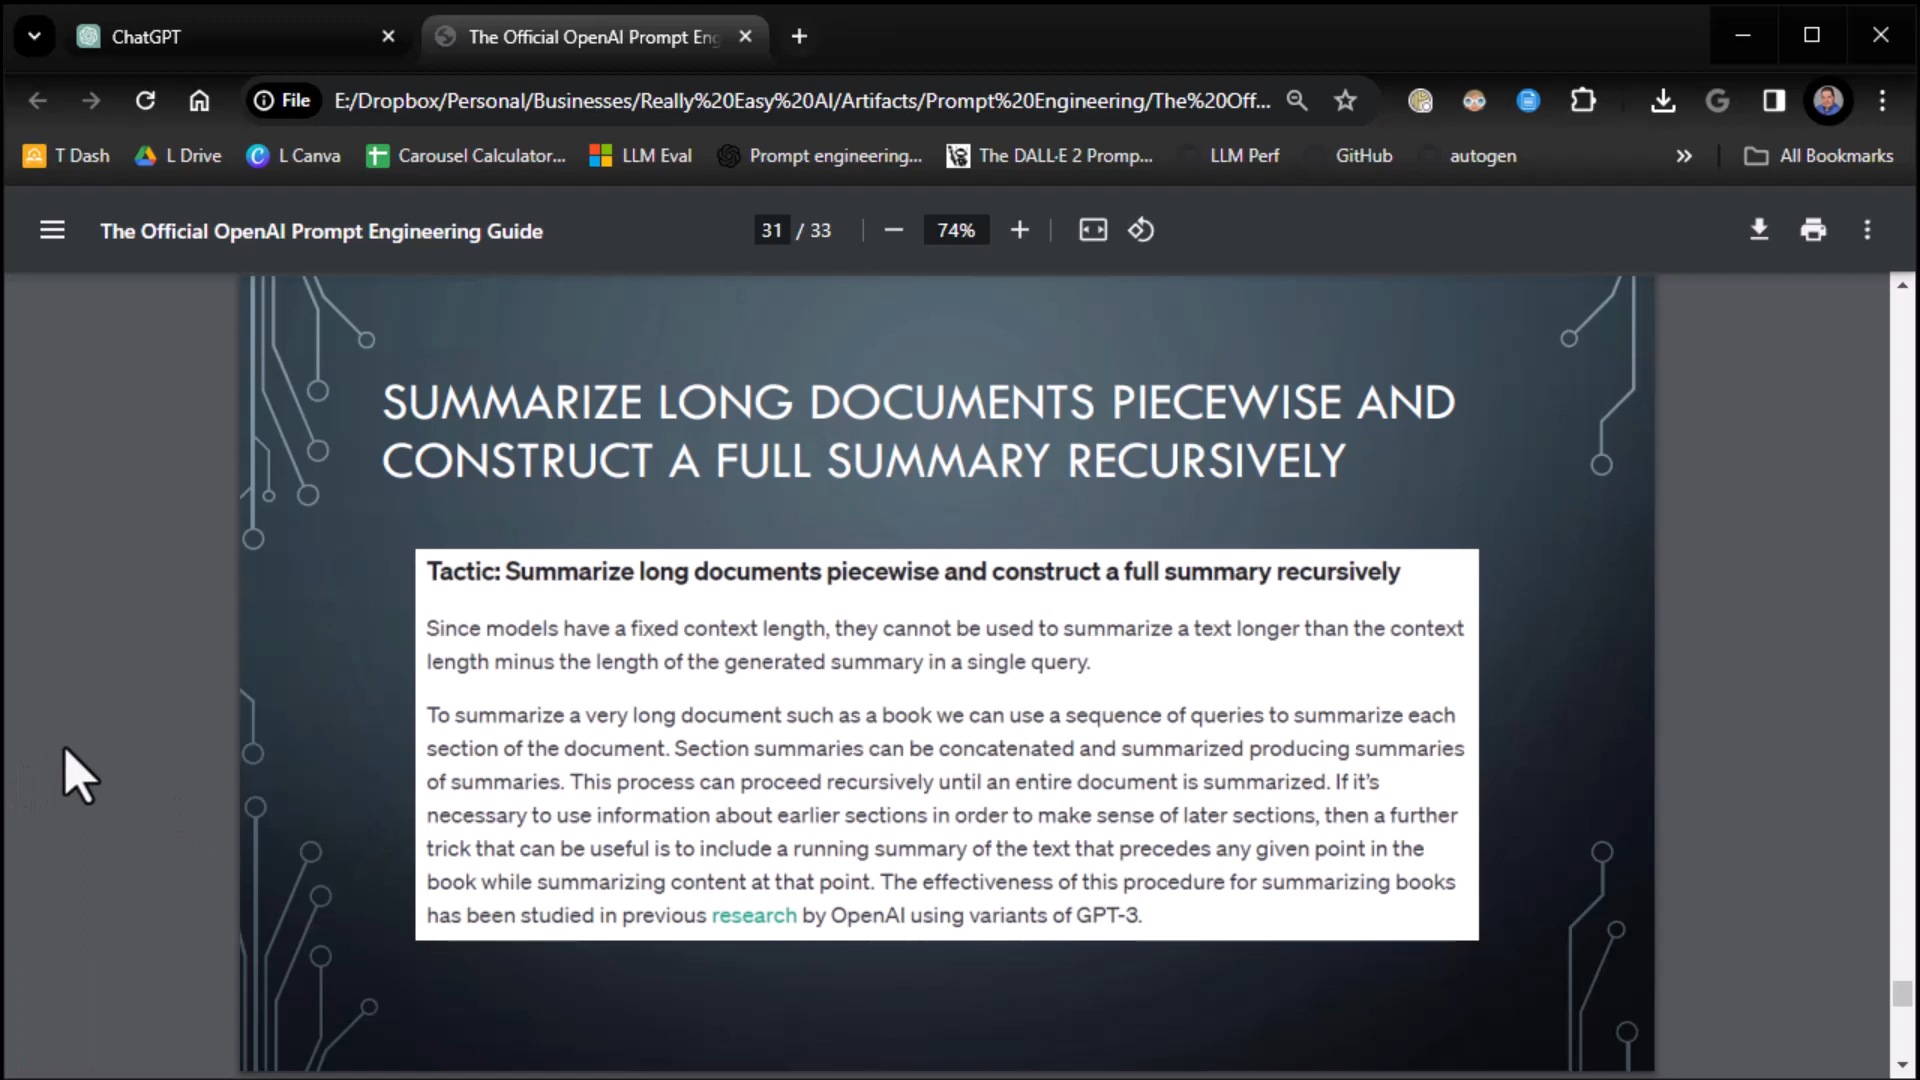 ChatGPT
The Official OpenAI Prompt Eng
File
E:/Dropbox/Personal/Businesses/Really%20Easy%20AI/Artifacts/Prompt%20Engineering/The%20Off...
T Dash
L Drive
L Canva
Carousel Calculator...
LLM Eval
Prompt engineering...
The DALL·E 2 Promp...
LLM Perf
GitHub
autogen
All Bookmarks
The Official OpenAI Prompt Engineering Guide
31 / 33
74%
SUMMARIZE LONG DOCUMENTS PIECEWISE AND
CONSTRUCT A FULL SUMMARY RECURSIVELY
Tactic: Summarize long documents piecewise and construct a full summary recursively
Since models have a fixed context length, they cannot be used to summarize a text longer than the context
length minus the length of the generated summary in a single query.
To summarize a very long document such as a book we can use a sequence of queries to summarize each
section of the document. Section summaries can be concatenated and summarized producing summaries
of summaries. This process can proceed recursively until an entire document is summarized. If it's
necessary to use information about earlier sections in order to make sense of later sections, then a further
trick that can be useful is to include a running summary of the text that precedes any given point in the
book while summarizing content at that point. The effectiveness of this procedure for summarizing books
has been studied in previous research by OpenAI using variants of GPT-3.